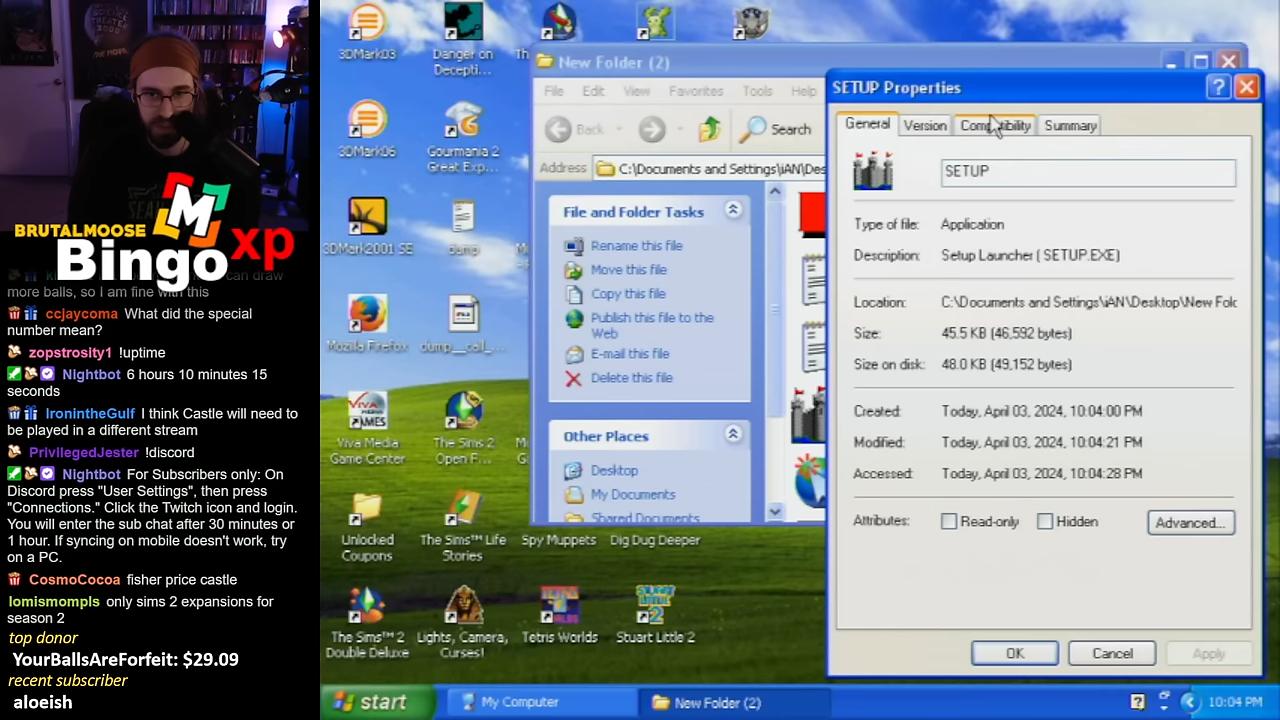 BRUTALMOOSE
M
Bingo xp
can draw
more balls, so I am fine with this
ccjaycoma What did the special
number mean?
zopstrosity1 !uptime
Nightbot 6 hours 10 minutes 15
seconds
IronintheGulf I think Castle will need to
be played in a different stream
PrivilegedJester !discord
Nightbot For Subscribers only: On
Discord press "User Settings", then press
"Connections." Click the Twitch icon and login.
You will enter the sub chat after 30 minutes or
1 hour. If syncing on mobile doesn't work, try
on a PC.
CosmoCocoa fisher price castle
lomismompls only sims 2 expansions for
season 2
top donor
YourBallsAreForfeit: $29.09
recent subscriber
aloeish
3DMark03
Danger on
Decepti...
3DMark06
Gourmania 2
Great Exp...
3DMark2001 SE
dump
Mozilla Firefox
dump__call_...
Viva Media
Game Center
The Sims 2
Open F...
Unlocked
Coupons
The Sims™ Life
Stories
Spy Muppets
Dig Dug Deeper
The Sims™ 2
Double Deluxe
Lights, Camera,
Curses!
Tetris Worlds
Stuart Little 2
New Folder (2)
File Edit View Favorites Tools Help
Back Search
Address C:\Documents and Settings\iAN\Des
File and Folder Tasks
Rename this file
Move this file
Copy this file
Publish this file to the
Web
E-mail this file
Delete this file
Other Places
Desktop
My Documents
Shared Documents
SETUP Properties
General Version Compatibility Summary
SETUP
Type of file: Application
Description: Setup Launcher ( SETUP.EXE)
Location: C:\Documents and Settings\iAN\Desktop\New Folc
Size: 45.5 KB (46,592 bytes)
Size on disk: 48.0 KB (49,152 bytes)
Created: Today, April 03, 2024, 10:04:00 PM
Modified: Today, April 03, 2024, 10:04:21 PM
Accessed: Today, April 03, 2024, 10:04:28 PM
Attributes: Read-only Hidden Advanced...
OK Cancel Apply
start My Computer New Folder (2) 10:04 PM